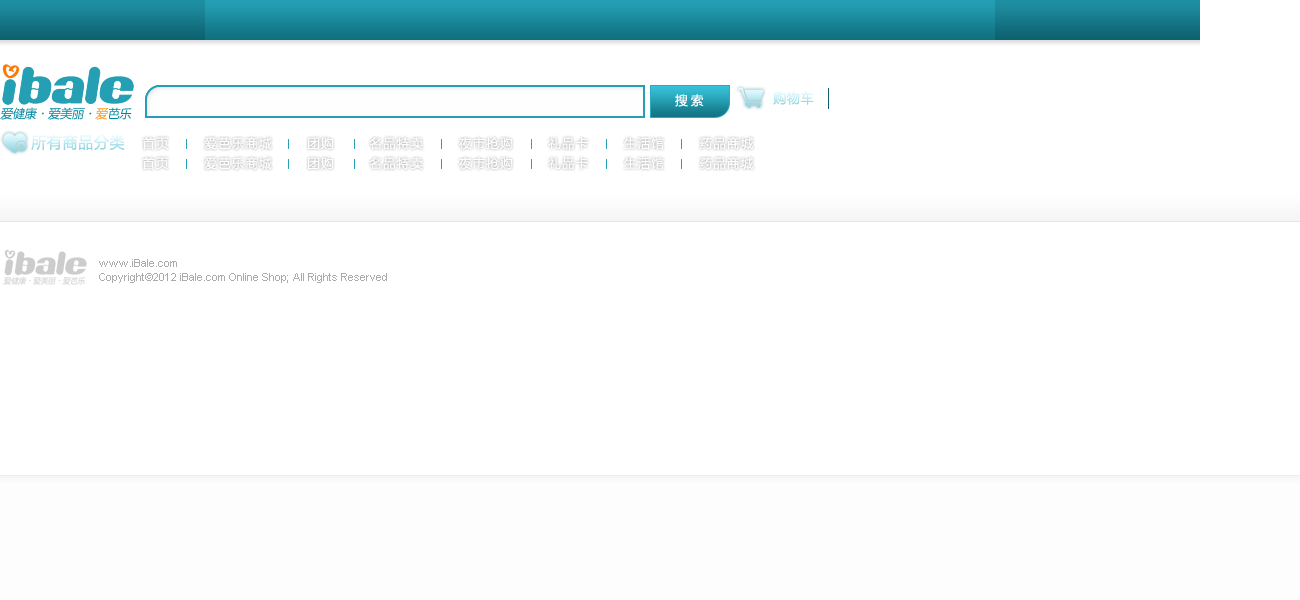 ibale
爱健康·爱美丽·爱芭乐
搜索
购物车
所有商品分类
首页 爱芭乐商城 团购 名品特卖 夜市抢购 礼品卡 生活馆 药品商城
首页 爱芭乐商城 团购 名品特卖 夜市抢购 礼品卡 生活馆 药品商城
ibale
爱健康·爱美丽·爱芭乐
www.iBale.com
Copyright©2012 iBale.com Online Shop; All Rights Reserved